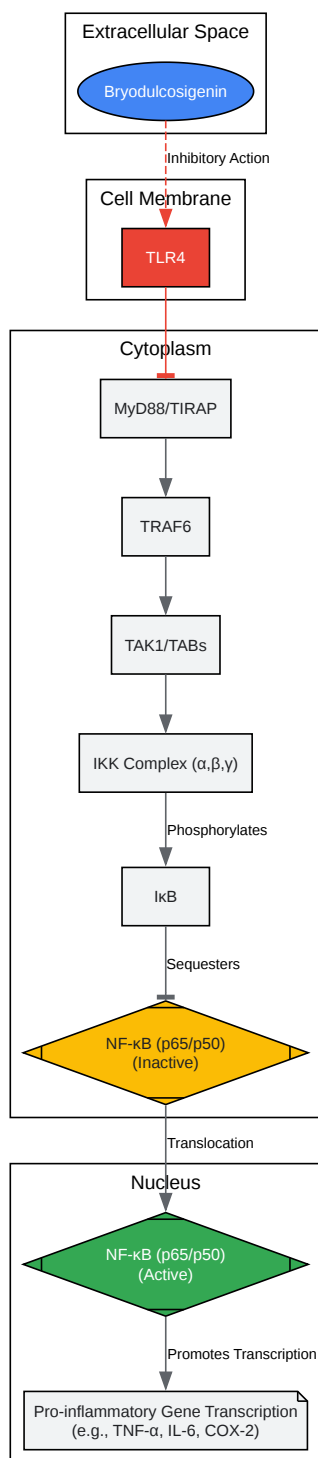 Extracellular Space
Bryodulcosigenin
Inhibitory Action
Cell Membrane
TLR4
Cytoplasm
MyD88/TIRAP
TRAF6
TAK1/TABs
IKK Complex (α,β,γ)
Phosphorylates
IκB
Sequesters
NF-κB (p65/p50)
(Inactive)
Translocation
Nucleus
NF-κB (p65/p50)
(Active)
Promotes Transcription
Pro-inflammatory Gene Transcription
(e.g., TNF-α, IL-6, COX-2)